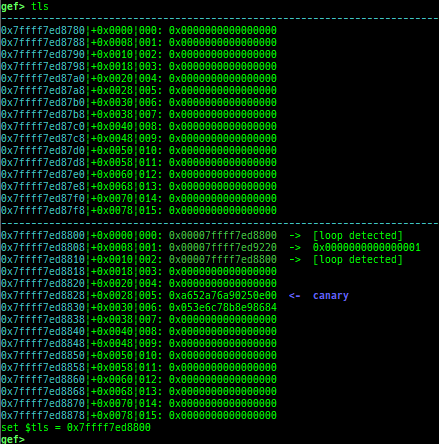 gef> tls
0x7ffff7ed8780|+0x0000|000: 0x0000000000000000
0x7ffff7ed8788|+0x0008|001: 0x0000000000000000
0x7ffff7ed8790|+0x0010|002: 0x0000000000000000
0x7ffff7ed8798|+0x0018|003: 0x0000000000000000
0x7ffff7ed87a0|+0x0020|004: 0x0000000000000000
0x7ffff7ed87a8|+0x0028|005: 0x0000000000000000
0x7ffff7ed87b0|+0x0030|006: 0x0000000000000000
0x7ffff7ed87b8|+0x0038|007: 0x0000000000000000
0x7ffff7ed87c0|+0x0040|008: 0x0000000000000000
0x7ffff7ed87c8|+0x0048|009: 0x0000000000000000
0x7ffff7ed87d0|+0x0050|010: 0x0000000000000000
0x7ffff7ed87d8|+0x0058|011: 0x0000000000000000
0x7ffff7ed87e0|+0x0060|012: 0x0000000000000000
0x7ffff7ed87e8|+0x0068|013: 0x0000000000000000
0x7ffff7ed87f0|+0x0070|014: 0x0000000000000000
0x7ffff7ed87f8|+0x0078|015: 0x0000000000000000
0x7ffff7ed8800|+0x0000|000: 0x00007ffff7ed8800 -> [loop detected]
0x7ffff7ed8808|+0x0008|001: 0x00007ffff7ed9220 -> 0x0000000000000001
0x7ffff7ed8810|+0x0010|002: 0x00007ffff7ed8800 -> [loop detected]
0x7ffff7ed8818|+0x0018|003: 0x0000000000000000
0x7ffff7ed8820|+0x0020|004: 0x0000000000000000
0x7ffff7ed8828|+0x0028|005: 0xa652a76a90250e00 <- canary
0x7ffff7ed8830|+0x0030|006: 0x053e6c78b8e98684
0x7ffff7ed8838|+0x0038|007: 0x0000000000000000
0x7ffff7ed8840|+0x0040|008: 0x0000000000000000
0x7ffff7ed8848|+0x0048|009: 0x0000000000000000
0x7ffff7ed8850|+0x0050|010: 0x0000000000000000
0x7ffff7ed8858|+0x0058|011: 0x0000000000000000
0x7ffff7ed8860|+0x0060|012: 0x0000000000000000
0x7ffff7ed8868|+0x0068|013: 0x0000000000000000
0x7ffff7ed8870|+0x0070|014: 0x0000000000000000
0x7ffff7ed8878|+0x0078|015: 0x0000000000000000
set $tls = 0x7ffff7ed8800
gef>